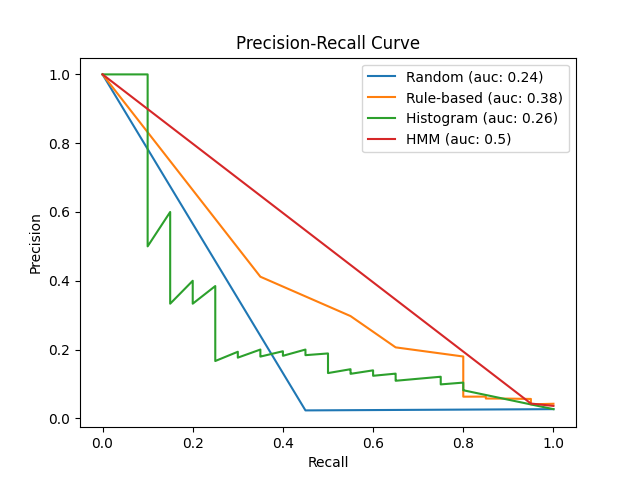 Precision-Recall Curve
Random (auc: 0.24)
Rule-based (auc: 0.38)
Histogram (auc: 0.26)
HMM (auc: 0.5)
Precision
1.0
0.8
0.6
0.4
0.2
0.0
0.0 0.2 0.4 0.6 0.8 1.0
Recall